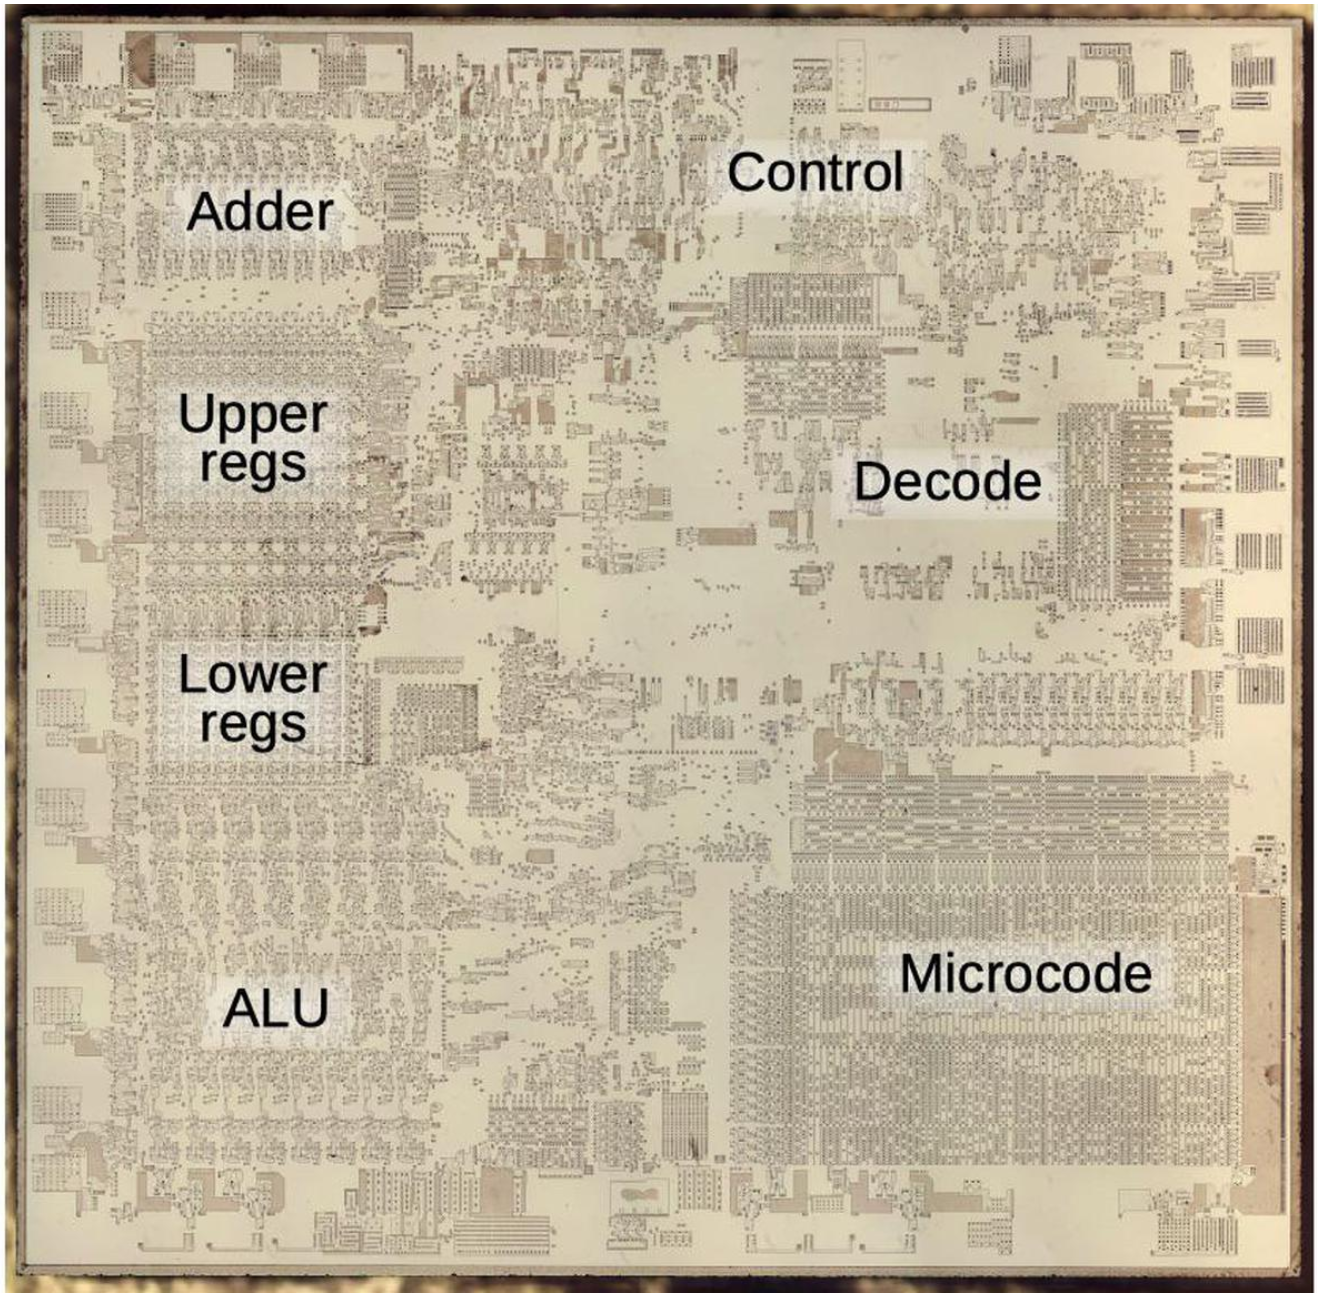 Control
Adder
Upper
regs
Decode
Lower
regs
Microcode
ALU